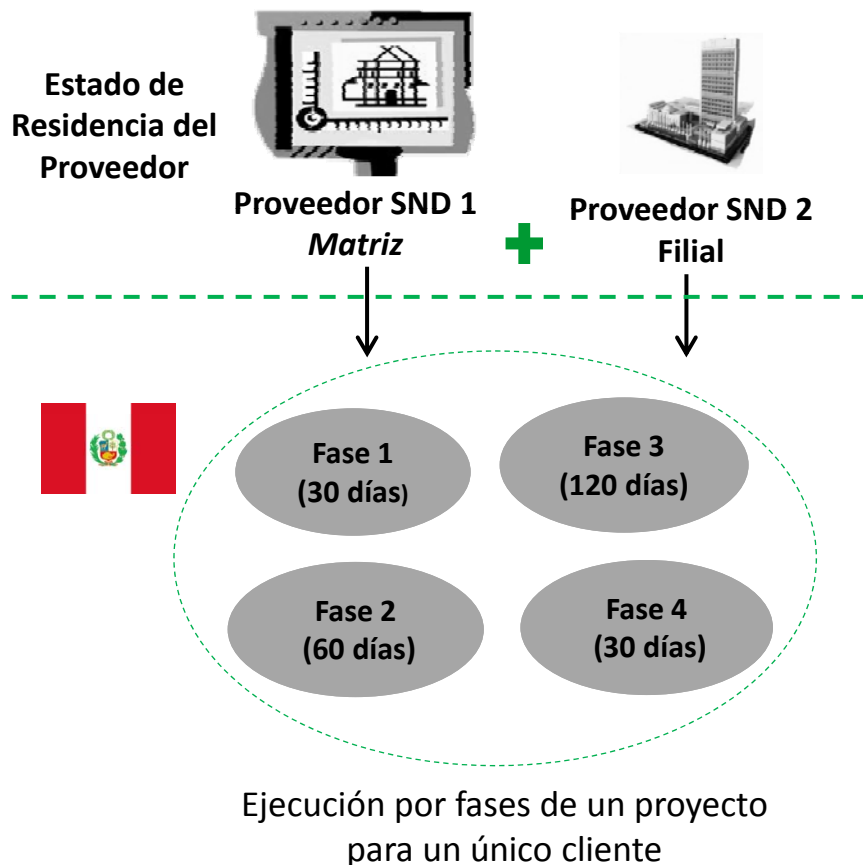 Estado de
Residencia del
Proveedor
Proveedor SND 1
Matriz
Proveedor SND 2
Filial
Fase 1
(30 días)
Fase 3
(120 días)
Fase 2
(60 días)
Fase 4
(30 días)
Ejecución por fases de un proyecto
para un único cliente